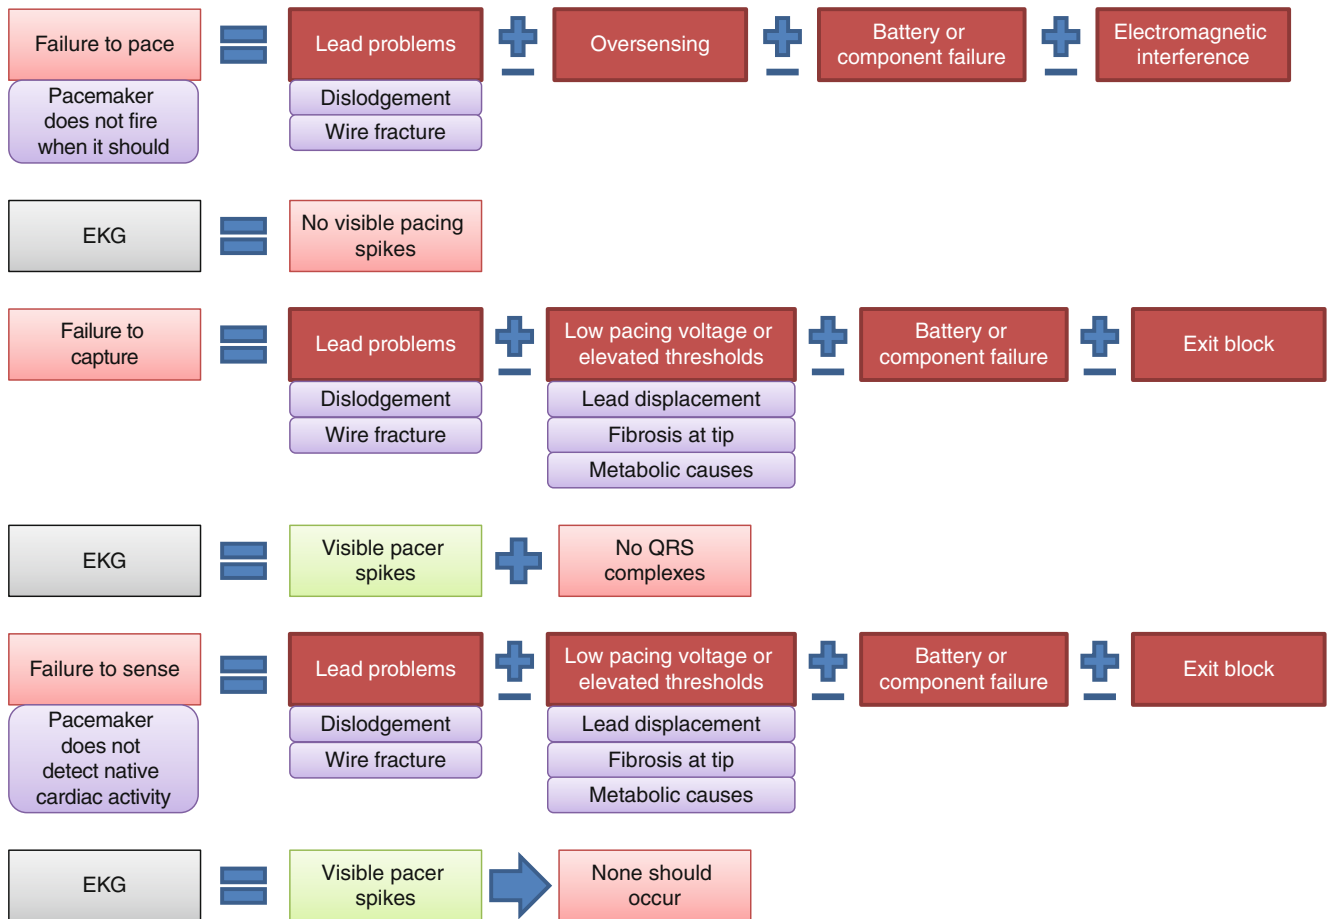 Failure to pace
Lead problems
Oversensing
Battery or
component failure
Electromagnetic
interference
Pacemaker
does not fire
when it should
Dislodgement
Wire fracture
EKG
No visible pacing
spikes
Failure to
capture
Lead problems
Low pacing voltage or
elevated thresholds
Battery or
component failure
Exit block
Dislodgement
Wire fracture
Lead displacement
Fibrosis at tip
Metabolic causes
EKG
Visible pacer
spikes
No QRS
complexes
Failure to sense
Lead problems
Low pacing voltage or
elevated thresholds
Battery or
component failure
Exit block
Pacemaker
does not
detect native
cardiac activity
Dislodgement
Wire fracture
Lead displacement
Fibrosis at tip
Metabolic causes
EKG
Visible pacer
spikes
None should
occur